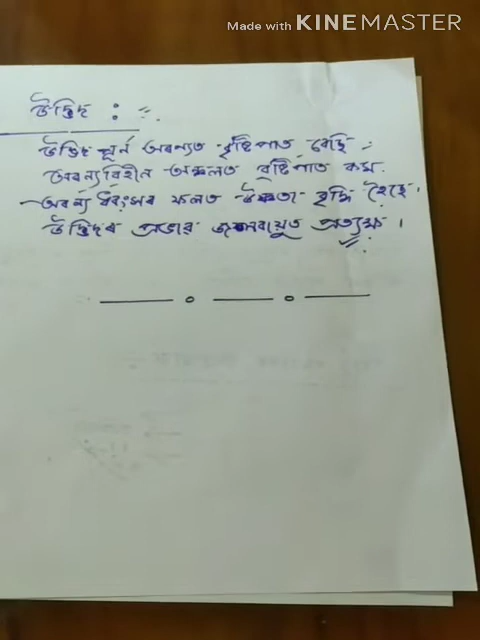 Made with KINEMASTER
উদ্ভিদ :
উদ্ভিদ পূৰ্ন অৰণ্যত বৃষ্টিপাত বেছি ;
অৰণ্যবিহীন অঞ্চলত বৃষ্টিপাত কম.
অৰণ্য ধ্বংসৰ ফলত উষ্ণতা বৃদ্ধি হৈছে.
উদ্ভিদৰ প্ৰভাৱ জলবায়ুত প্ৰত্যক্ষ ।